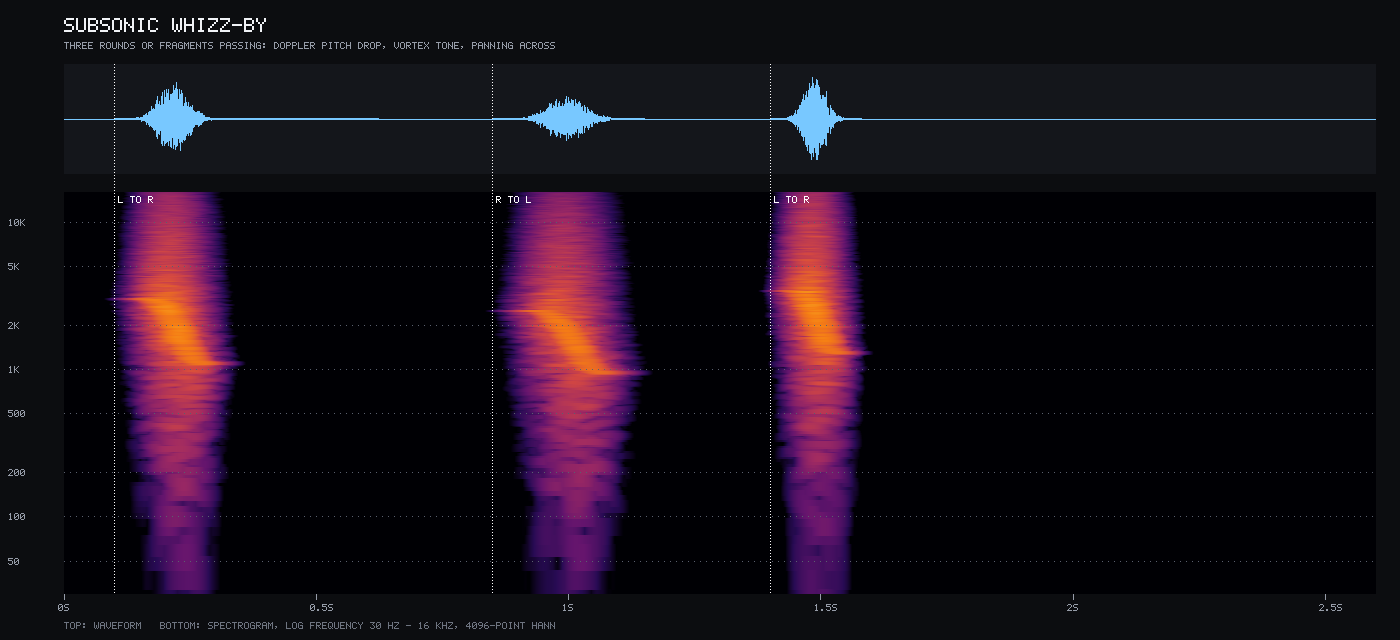 SUBSONIC WHIZZ-BY
THREE ROUNDS OR FRAGMENTS PASSING: DOPPLER PITCH DROP, VORTEX TONE, PANNING ACROSS
L TO R
R TO L
L TO R
10K
5K
2K
1K
500
200
100
50
0S
0.5S
1S
1.5S
2S
2.5S
TOP: WAVEFORM   BOTTOM: SPECTROGRAM, LOG FREQUENCY 30 HZ - 16 KHZ, 4096-POINT HANN